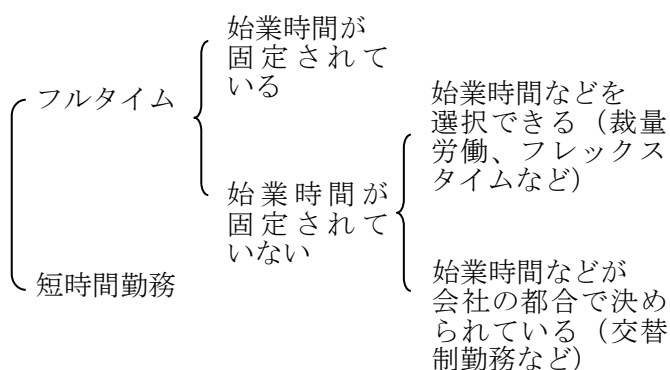 フルタイム
短時間勤務
始業時間が
固定されて
いる
始業時間が
固定されて
いない
始業時間などを
選択できる（裁量
労働、フレックス
タイムなど）
始業時間などが
会社の都合で決め
られている（交替
制勤務など）